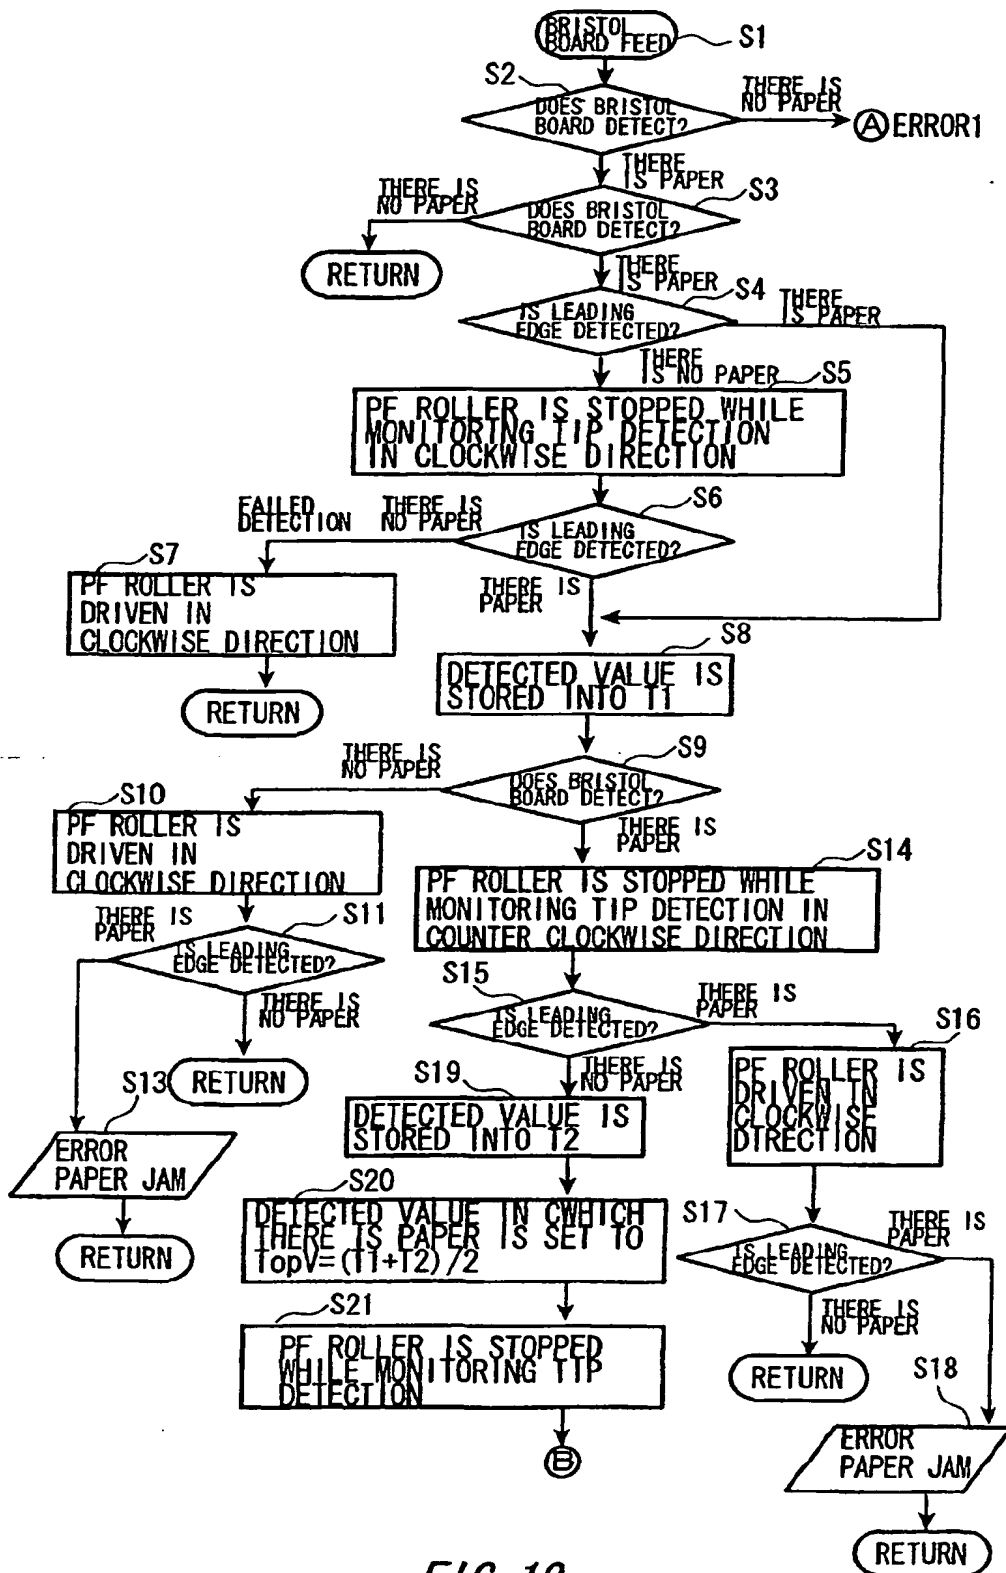 BRISTOL
BOARD FEED
S1
S2
DOES BRISTOL
BOARD DETECT?
THERE IS
NO PAPER
A ERROR1
THERE
IS PAPER
S3
DOES BRISTOL
BOARD DETECT?
THERE IS
NO PAPER
RETURN
THERE
IS PAPER
S4
IS LEADING
EDGE DETECTED?
THERE
IS PAPER
THERE
IS NO PAPER
S5
PF ROLLER IS STOPPED WHILE
MONITORING TIP DETECTION
IN CLOCKWISE DIRECTION
S6
IS LEADING
EDGE DETECTED?
FAILED
DETECTION
THERE IS
NO PAPER
S7
PF ROLLER IS
DRIVEN IN
CLOCKWISE DIRECTION
RETURN
THERE IS
PAPER
S8
DETECTED VALUE IS
STORED INTO T1
S9
DOES BRISTOL
BOARD DETECT?
THERE IS
NO PAPER
S10
PF ROLLER IS
DRIVEN IN
CLOCKWISE DIRECTION
THERE IS
PAPER
S11
IS LEADING
EDGE DETECTED?
THERE IS
NO PAPER
RETURN
S13
ERROR
PAPER JAM
RETURN
THERE IS
PAPER
S14
PF ROLLER IS STOPPED WHILE
MONITORING TIP DETECTION IN
COUNTER CLOCKWISE DIRECTION
S15
IS LEADING
EDGE DETECTED?
THERE IS
PAPER
S16
PF ROLLER IS
DRIVEN IN
CLOCKWISE
DIRECTION
THERE IS
NO PAPER
S19
DETECTED VALUE IS
STORED INTO T2
S20
DETECTED VALUE IN CWHICH
THERE IS PAPER IS SET TO
TopV=(T1+T2)/2
S17
IS LEADING
EDGE DETECTED?
THERE IS
PAPER
THERE IS
NO PAPER
RETURN
S21
PF ROLLER IS STOPPED
WHILE MONITORING TIP
DETECTION
B
S18
ERROR
PAPER JAM
RETURN